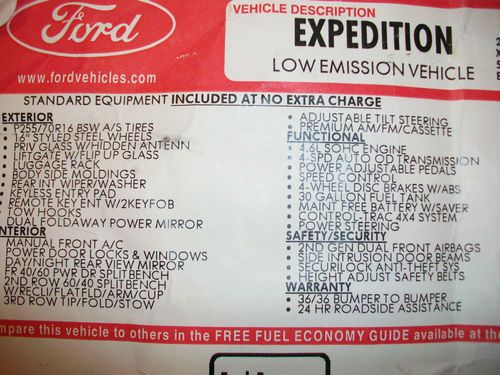 Ford
www.fordvehicles.com
VEHICLE DESCRIPTION
EXPEDITION
LOW EMISSION VEHICLE
STANDARD EQUIPMENT INCLUDED AT NO EXTRA CHARGE
EXTERIOR
• P255/70R16 BSW A/S TIRES
• 16" STYLED STEEL WHEELS
• PRIV GLASS W/HIDDEN ANTENN
• LIFTGATE W/FLIP UP GLASS
• LUGGAGE RACK
• BODY SIDE MOLDINGS
• REAR INT WIPER/WASHER
• KEYLESS ENTRY PAD
• REMOTE KEY ENT W/2KEYFOB
• TOW HOOKS
• DUAL FOLDAWAY POWER MIRROR
NTERIOR
MANUAL FRONT A/C
POWER DOOR LOCKS & WINDOWS
DAY/NIGHT REAR VIEW MIRROR
FR 40/60 PWR DR SPLITBENCH
2ND ROW 60/40 SPLIT BENCH
W/RECL/FLATFLD/ARM/CUP
3RD ROW TIP/FOLD/STOW
• ADJUSTABLE TILT STEERING
• PREMIUM AM/FM/CASSETTE
FUNCTIONAL
• 4.6L SOHC ENGINE
• 4-SPD AUTO OD TRANSMISSION
• POWER ADJUSTABLE PEDALS
• SPEED CONTROL
• 4-WHEEL DISC BRAKES W/ABS
• 30 GALLON FUEL TANK
• MAINT FREE BATTERY W/SAVER
• CONTROL-TRAC 4X4 SYSTEM
• POWER STEERING
SAFETY/SECURITY
• 2ND GEN DUAL FRONT AIRBAGS
• SIDE INTRUSION DOOR BEAMS
• SECURILOCK ANTI-THEFT SYS
• HEIGHT ADJUST SAFETY BELTS
WARRANTY
• 36/36 BUMPER TO BUMPER
• 24 HR ROADSIDE ASSISTANCE
mpare this vehicle to others in the FREE FUEL ECONOMY GUIDE available at the